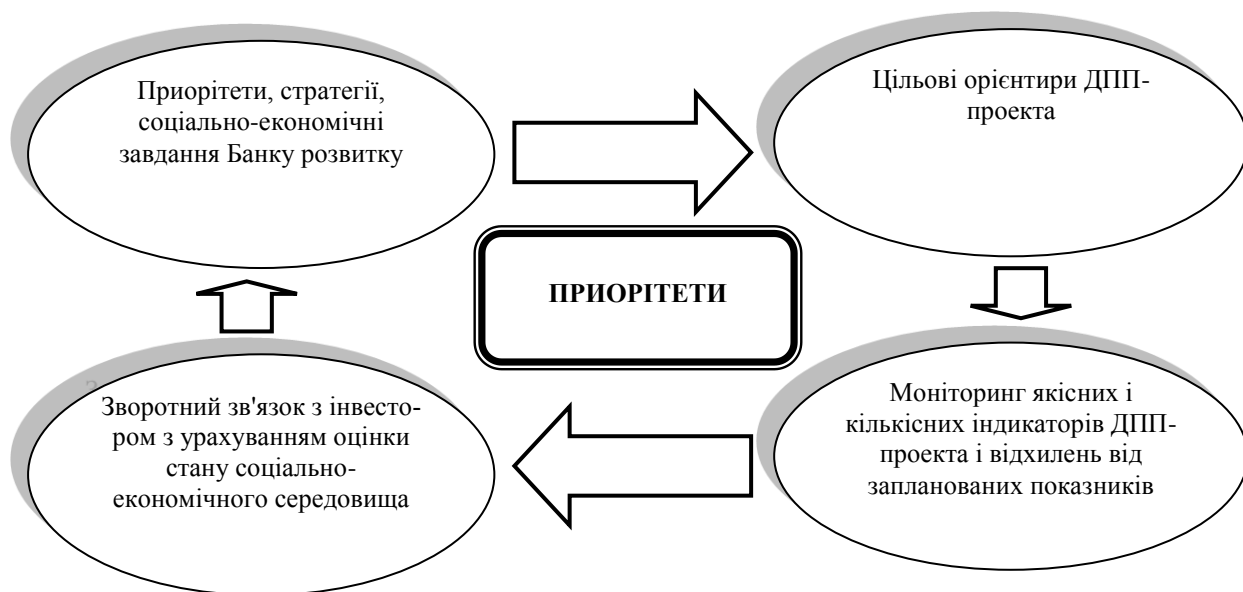 Приорітети, стратегії,
соціально-економічні
завдання Банку розвитку
Цільові орієнтири ДПП-
проекта
ПРИОРІТЕТИ
Зворотний зв'язок з інвесто-
ром з урахуванням оцінки
стану соціально-
економічного середовища
Моніторинг якісних і
кількісних індикаторів ДПП-
проекта і відхилень від
запланованих показників